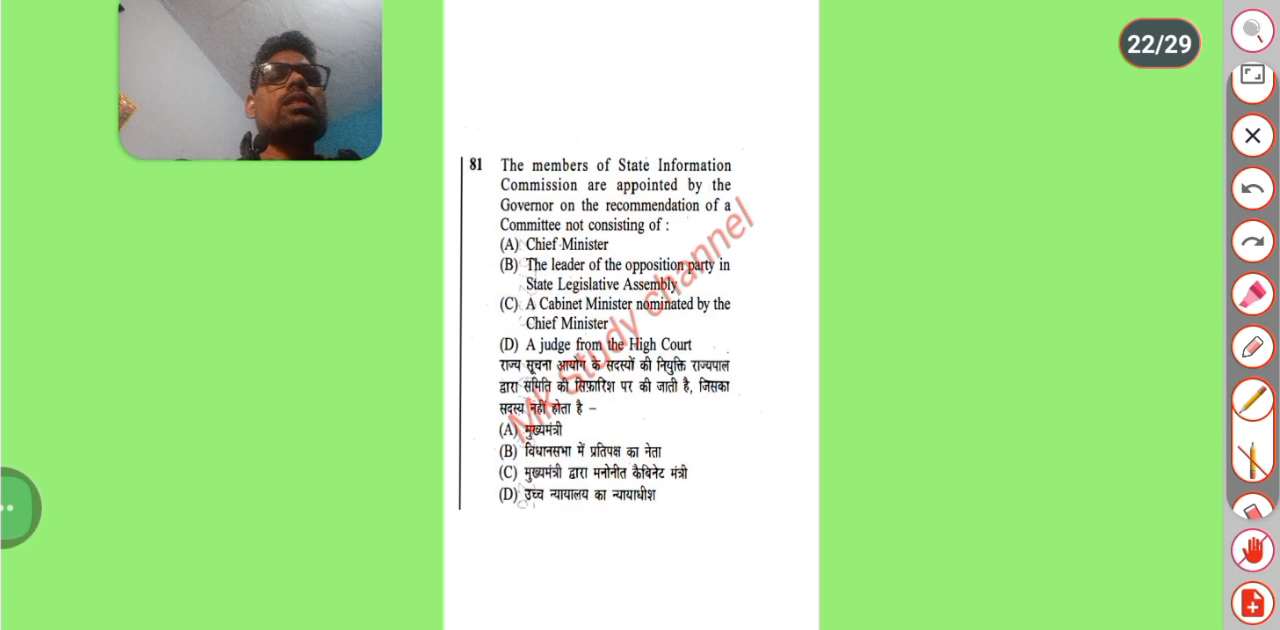 22/29
81 The members of State Information
Commission are appointed by the
Governor on the recommendation of a
Committee not consisting of :
(A) Chief Minister
(B) The leader of the opposition party in
State Legislative Assembly
(C) A Cabinet Minister nominated by the
Chief Minister
(D) A judge from the High Court
राज्य सूचना आयोग के सदस्यों की नियुक्ति राज्यपाल
द्वारा समिति की सिफ़ारिश पर की जाती है, जिसका
सदस्य नहीं होता है –
(A) मुख्यमंत्री
(B) विधानसभा में प्रतिपक्ष का नेता
(C) मुख्यमंत्री द्वारा मनोनीत कैबिनेट मंत्री
(D) उच्च न्यायालय का न्यायाधीश
MK Study channel